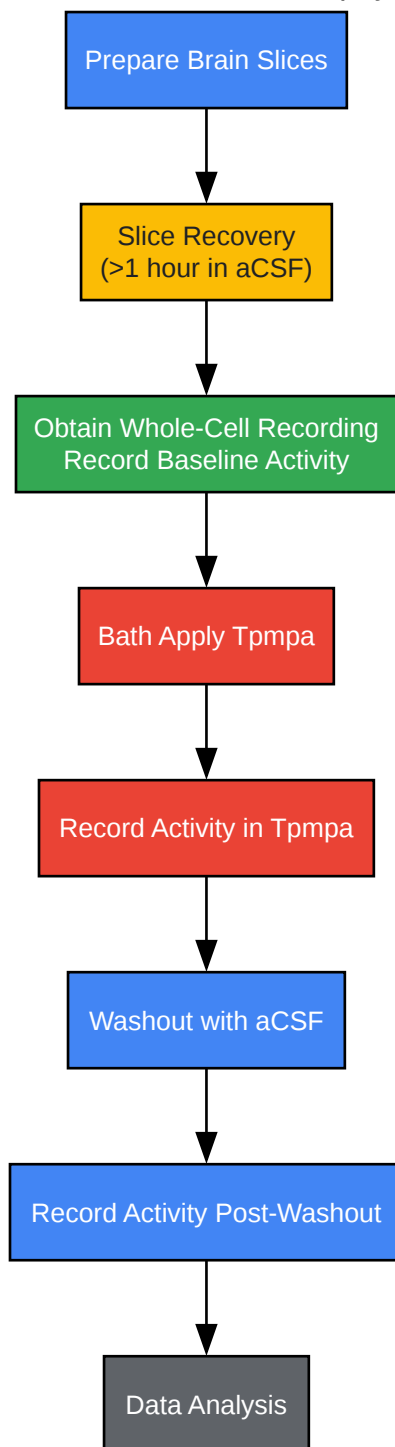 Prepare Brain Slices
Slice Recovery
(>1 hour in aCSF)
Obtain Whole-Cell Recording
Record Baseline Activity
Bath Apply Tpmpa
Record Activity in Tpmpa
Washout with aCSF
Record Activity Post-Washout
Data Analysis